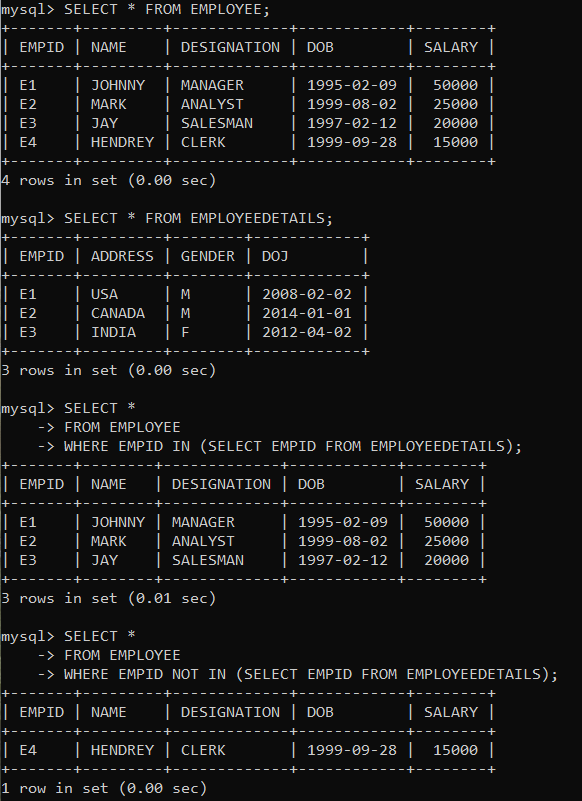 mysql> SELECT * FROM EMPLOYEE;
+-------+---------+-------------+------------+--------+
| EMPID | NAME    | DESIGNATION | DOB        | SALARY |
+-------+---------+-------------+------------+--------+
| E1    | JOHNNY  | MANAGER     | 1995-02-09 |  50000 |
| E2    | MARK    | ANALYST     | 1999-08-02 |  25000 |
| E3    | JAY     | SALESMAN    | 1997-02-12 |  20000 |
| E4    | HENDREY | CLERK       | 1999-09-28 |  15000 |
+-------+---------+-------------+------------+--------+
4 rows in set (0.00 sec)

mysql> SELECT * FROM EMPLOYEEDETAILS;
+-------+---------+--------+------------+
| EMPID | ADDRESS | GENDER | DOJ        |
+-------+---------+--------+------------+
| E1    | USA     | M      | 2008-02-02 |
| E2    | CANADA  | M      | 2014-01-01 |
| E3    | INDIA   | F      | 2012-04-02 |
+-------+---------+--------+------------+
3 rows in set (0.00 sec)

mysql> SELECT *
    -> FROM EMPLOYEE
    -> WHERE EMPID IN (SELECT EMPID FROM EMPLOYEEDETAILS);
+-------+--------+-------------+------------+--------+
| EMPID | NAME   | DESIGNATION | DOB        | SALARY |
+-------+--------+-------------+------------+--------+
| E1    | JOHNNY | MANAGER     | 1995-02-09 |  50000 |
| E2    | MARK   | ANALYST     | 1999-08-02 |  25000 |
| E3    | JAY    | SALESMAN    | 1997-02-12 |  20000 |
+-------+--------+-------------+------------+--------+
3 rows in set (0.01 sec)

mysql> SELECT *
    -> FROM EMPLOYEE
    -> WHERE EMPID NOT IN (SELECT EMPID FROM EMPLOYEEDETAILS);
+-------+---------+-------------+------------+--------+
| EMPID | NAME    | DESIGNATION | DOB        | SALARY |
+-------+---------+-------------+------------+--------+
| E4    | HENDREY | CLERK       | 1999-09-28 |  15000 |
+-------+---------+-------------+------------+--------+
1 row in set (0.00 sec)